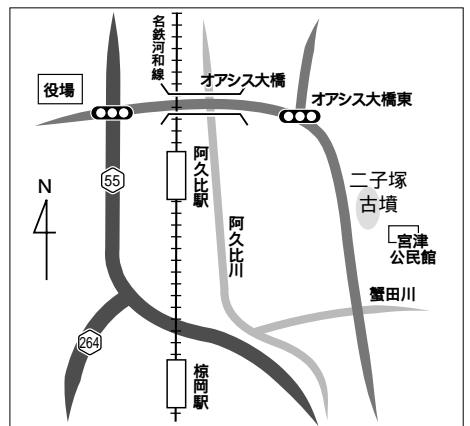 名鉄河和線
役場
オアシス大橋
オアシス大橋東
55
阿久比駅
二子塚
古墳
N
阿久比川
宮津
公民館
蟹田川
264
椋岡駅